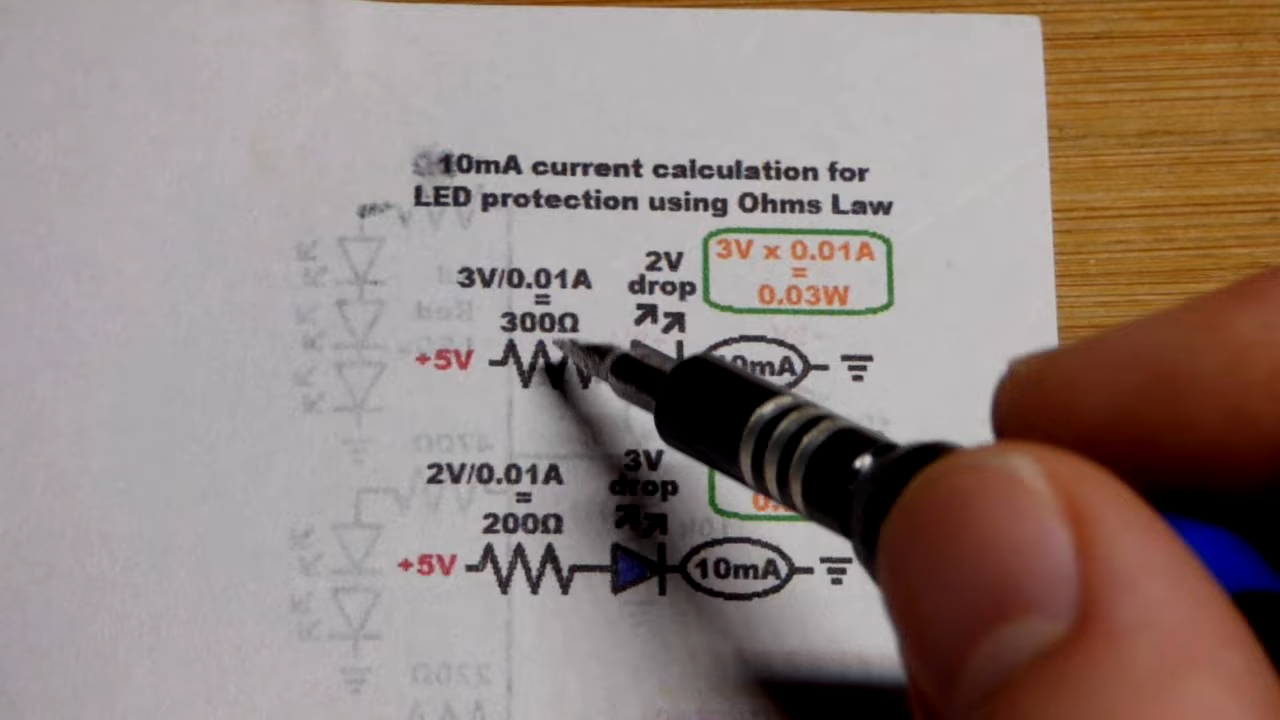 10mA current calculation for
LED protection using Ohms Law
3V/0.01A
=
300Ω
2V
drop
3V x 0.01A
=
0.03W
+5V
2V/0.01A
=
200Ω
3V
drop
+5V
10mA